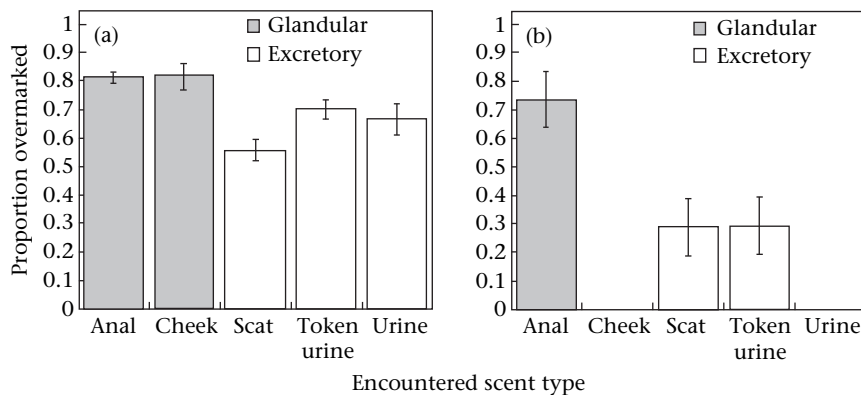 (a)
Glandular
Excretory
Proportion overmarked
1
0.9
0.8
0.7
0.6
0.5
0.4
0.3
0.2
0.1
0
Anal Cheek Scat Token urine Urine
(b)
Glandular
Excretory
1
0.9
0.8
0.7
0.6
0.5
0.4
0.3
0.2
0.1
0
Anal Cheek Scat Token urine Urine
Encountered scent type